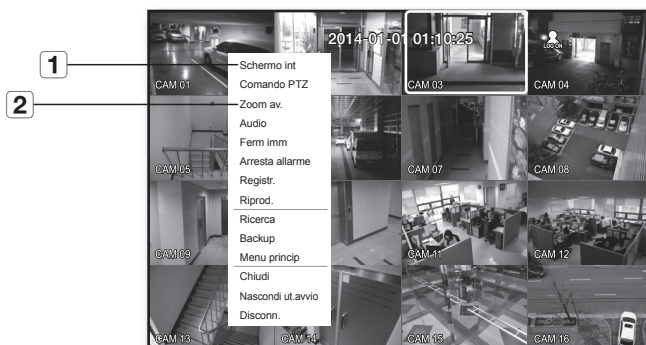 2014-01-01 01:10:25
LOG ON
CAM 01
CAM 03
CAM 04
1
Schermo int
Comando PTZ
2
Zoom av.
Audio
Ferm imm
Arresta allarme
Registr.
Riprod.
Ricerca
Backup
Menu princip
Chiudi
Nascondi ut.avvio
Disconn.
CAM 05
CAM 07
CAM 08
CAM 09
CAM 11
CAM 12
CAM 13
CAM 14
CAM 15
CAM 16